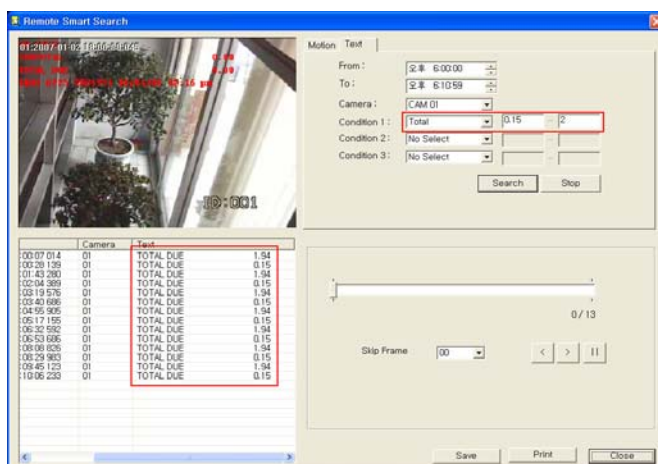 Remote Smart Search
Motion Text
From : 오후 6:00:00
To : 오후 6:10:59
Camera : CAM 01
Condition 1 : Total 0.15 - 2
Condition 2 : No Select -
Condition 3 : No Select -
Search Stop
ID:001
Camera Text
:00:07 014 01 TOTAL DUE 1.94
:00:28 139 01 TOTAL DUE 0.15
:01:43 280 01 TOTAL DUE 1.94
:02:04 389 01 TOTAL DUE 0.15
:03:19 576 01 TOTAL DUE 1.94
:03:40 686 01 TOTAL DUE 0.15
:04:55 905 01 TOTAL DUE 1.94
:05:17 155 01 TOTAL DUE 0.15
:06:32 592 01 TOTAL DUE 1.94
:06:53 686 01 TOTAL DUE 0.15
:08:08 826 01 TOTAL DUE 1.94
:08:29 983 01 TOTAL DUE 0.15
:09:45 123 01 TOTAL DUE 1.94
:10:06 233 01 TOTAL DUE 0.15
0 / 13
Skip Frame 00 < > II
Save Print Close